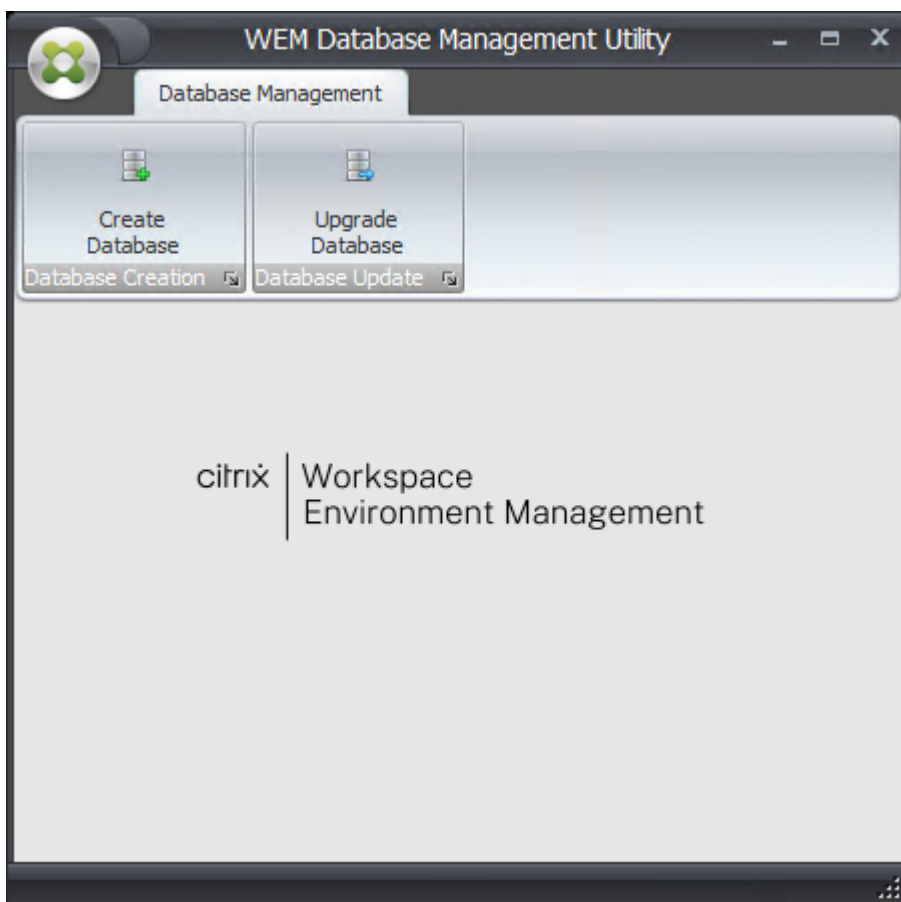 WEM Database Management Utility
Database Management
Create
Database
Database Creation
Upgrade
Database
Database Update
citrix
Workspace
Environment Management